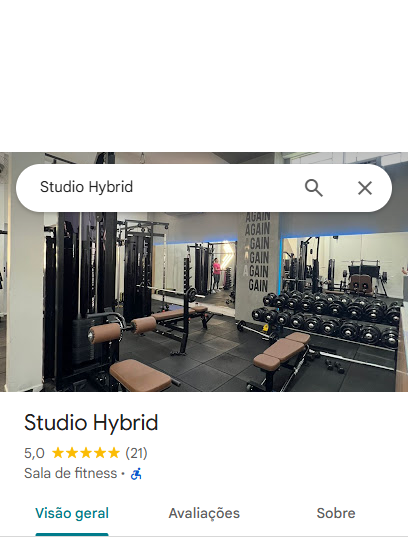 Studio Hybrid
AGAIN
AGAIN
AGAIN
AGAIN
AGAIN
AGAIN
Studio Hybrid
5,0 ★★★★★ (21)
Sala de fitness ·
Visão geral
Avaliações
Sobre